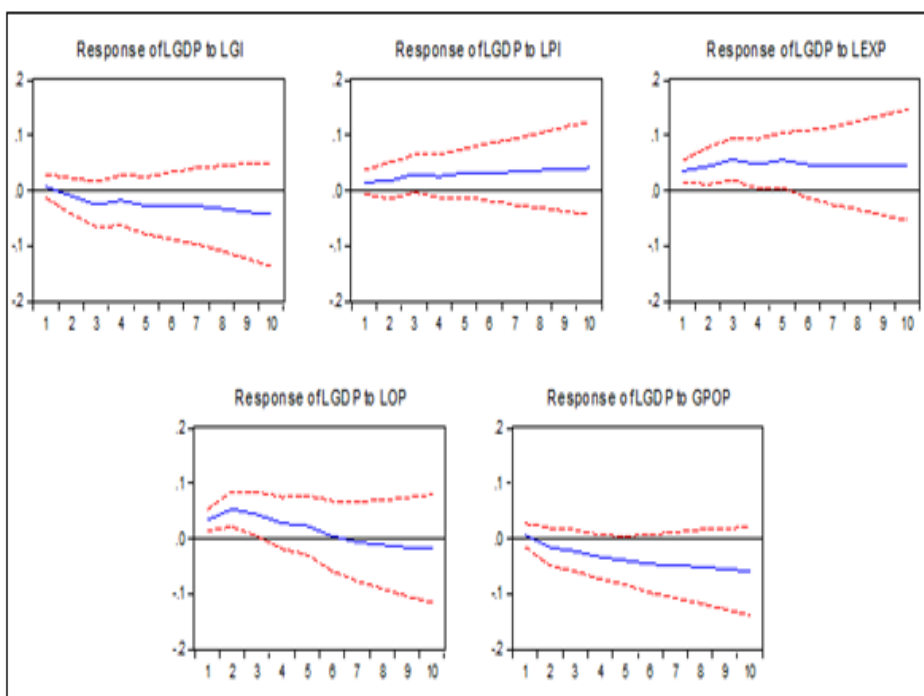 Response of LGDP to LGI
Response of LGDP to LPI
Response of LGDP to LEXP
.2
.1
.0
-.1
-.2
1 2 3 4 5 6 7 8 9 10
.2
.1
.0
-.1
-.2
1 2 3 4 5 6 7 8 9 10
.2
.1
.0
-.1
-.2
1 2 3 4 5 6 7 8 9 10
Response of LGDP to LOP
Response of LGDP to GPOP
.2
.1
.0
-.1
-.2
1 2 3 4 5 6 7 8 9 10
.2
.1
.0
-.1
-.2
1 2 3 4 5 6 7 8 9 10